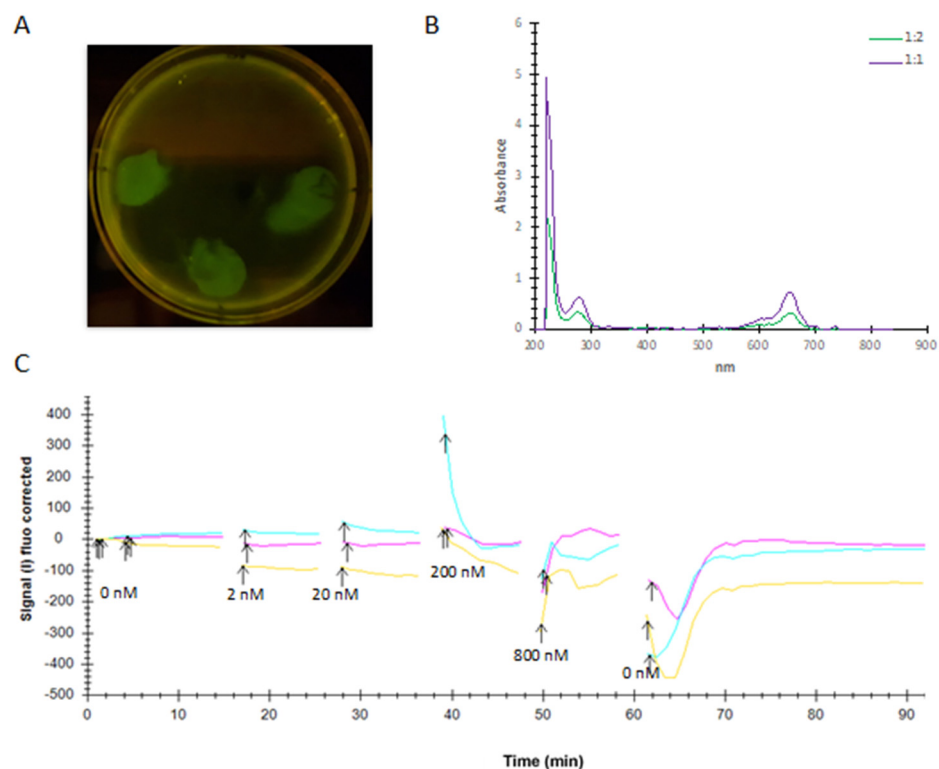 A
B
Absorbance
6
5
4
3
2
1
0
200 300 400 500 600 700 800 900
nm
1:2
1:1
C
Signal (I) fluo corrected
400
300
200
100
0
-100
-200
-300
-400
-500
0 nM
2 nM
20 nM
200 nM
800 nM
0 nM
0 10 20 30 40 50 60 70 80 90
Time (min)